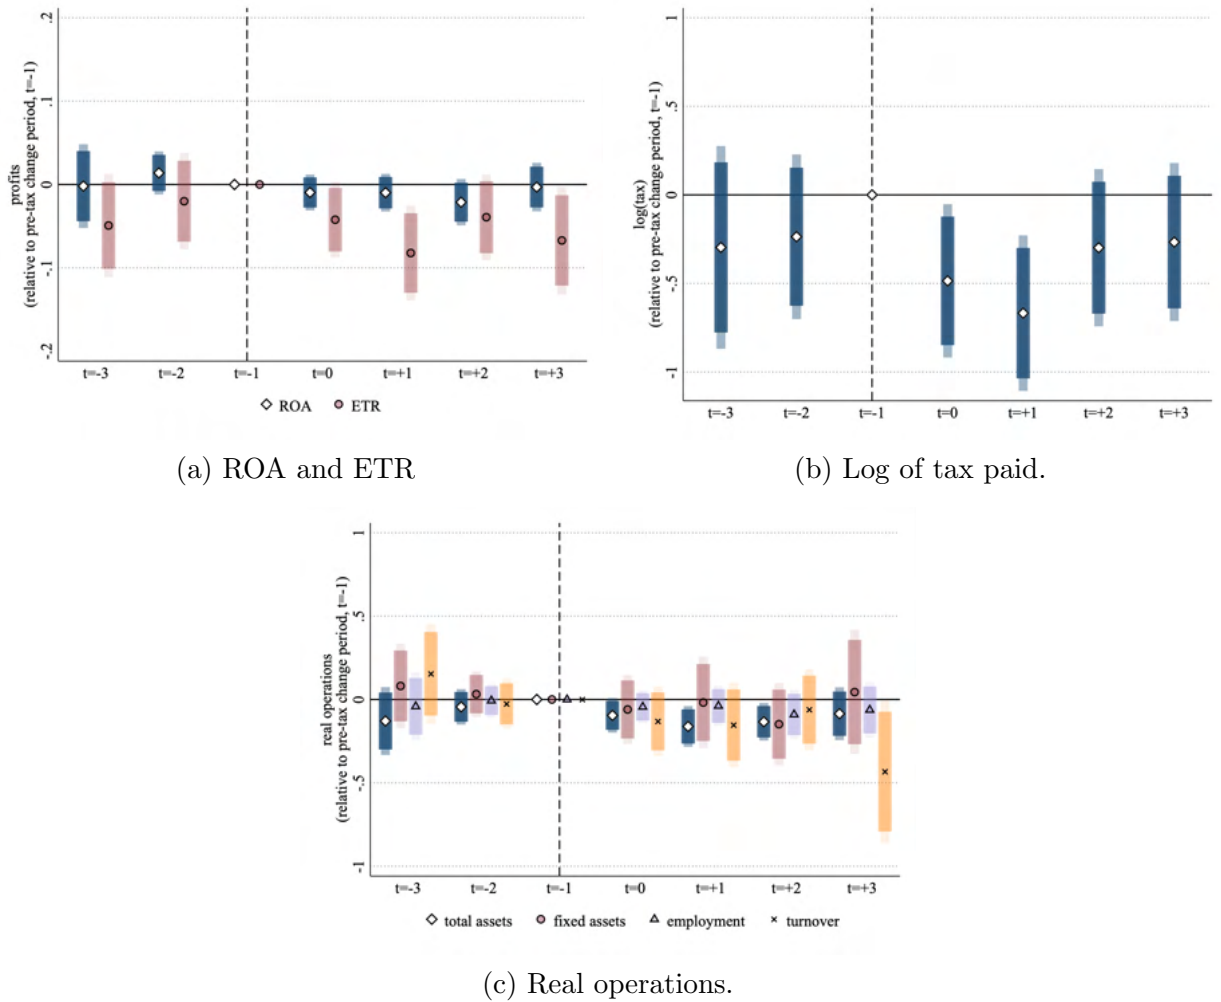 .2
.1
0
-.1
-.2
profits
(relative to pre-tax change period, t=-1)
t=-3 t=-2 t=-1 t=0 t=+1 t=+2 t=+3
ROA ETR
(a) ROA and ETR
1
.5
0
-.5
-1
log(tax)
(relative to pre-tax change period, t=-1)
t=-3 t=-2 t=-1 t=0 t=+1 t=+2 t=+3
(b) Log of tax paid.
1
.5
0
-.5
-1
real operations
(relative to pre-tax change period, t=-1)
t=-3 t=-2 t=-1 t=0 t=+1 t=+2 t=+3
total assets fixed assets employment turnover
(c) Real operations.